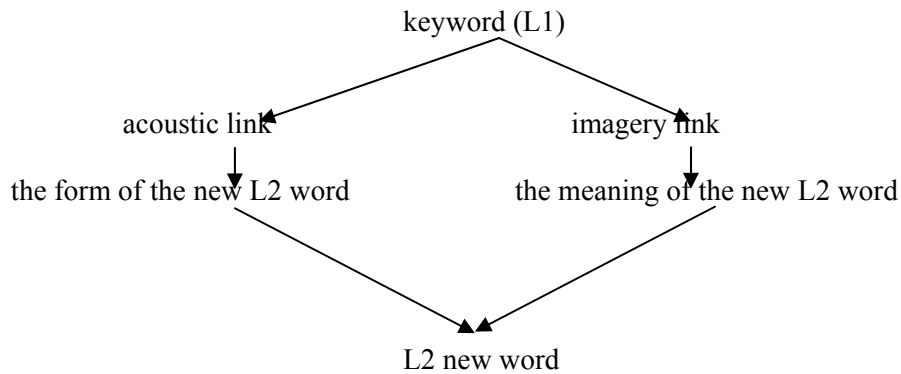 keyword (L1)
acoustic link
imagery link
the form of the new L2 word
the meaning of the new L2 word
L2 new word